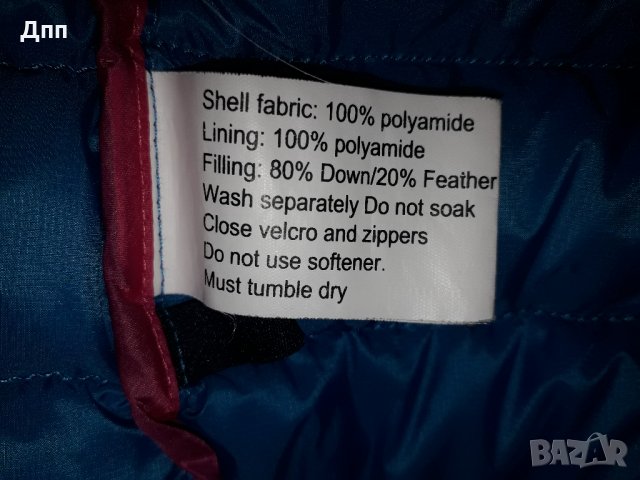 Дпп
Shell fabric: 100% polyamide
Lining: 100% polyamide
Filling: 80% Down/20% Feather
Wash separately Do not soak
Close velcro and zippers
Do not use softener.
Must tumble dry
BAZAR